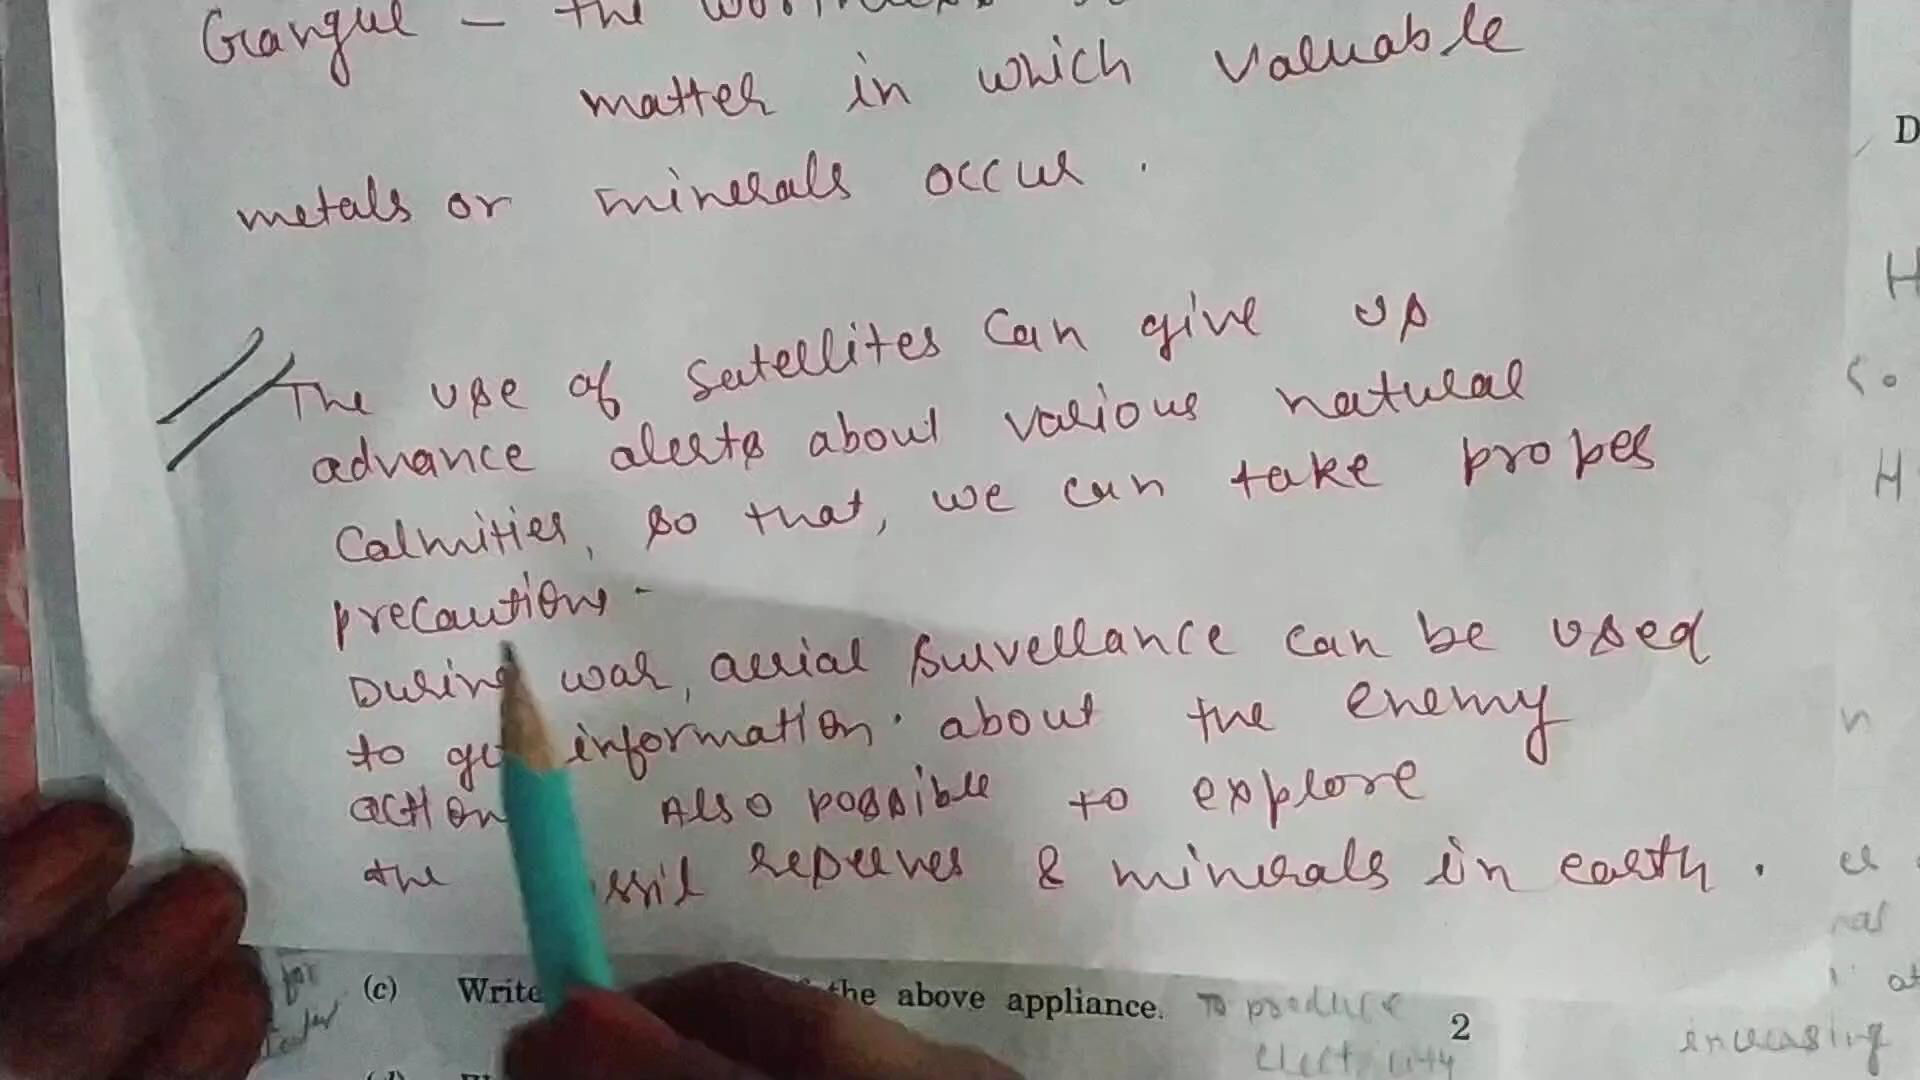 Gangue - the
matter in which valuable
metals or minerals occur.
The use of satellites can give us
advance alerts about various natural
Calmities, so that, we can take proper
precautions.
During war, aerial survellance can be used
to get information about the enemy
action Also possible to explore
the reserves & minerals in earth.
(c) Write the above appliance. To produce
2
electricity
increasing